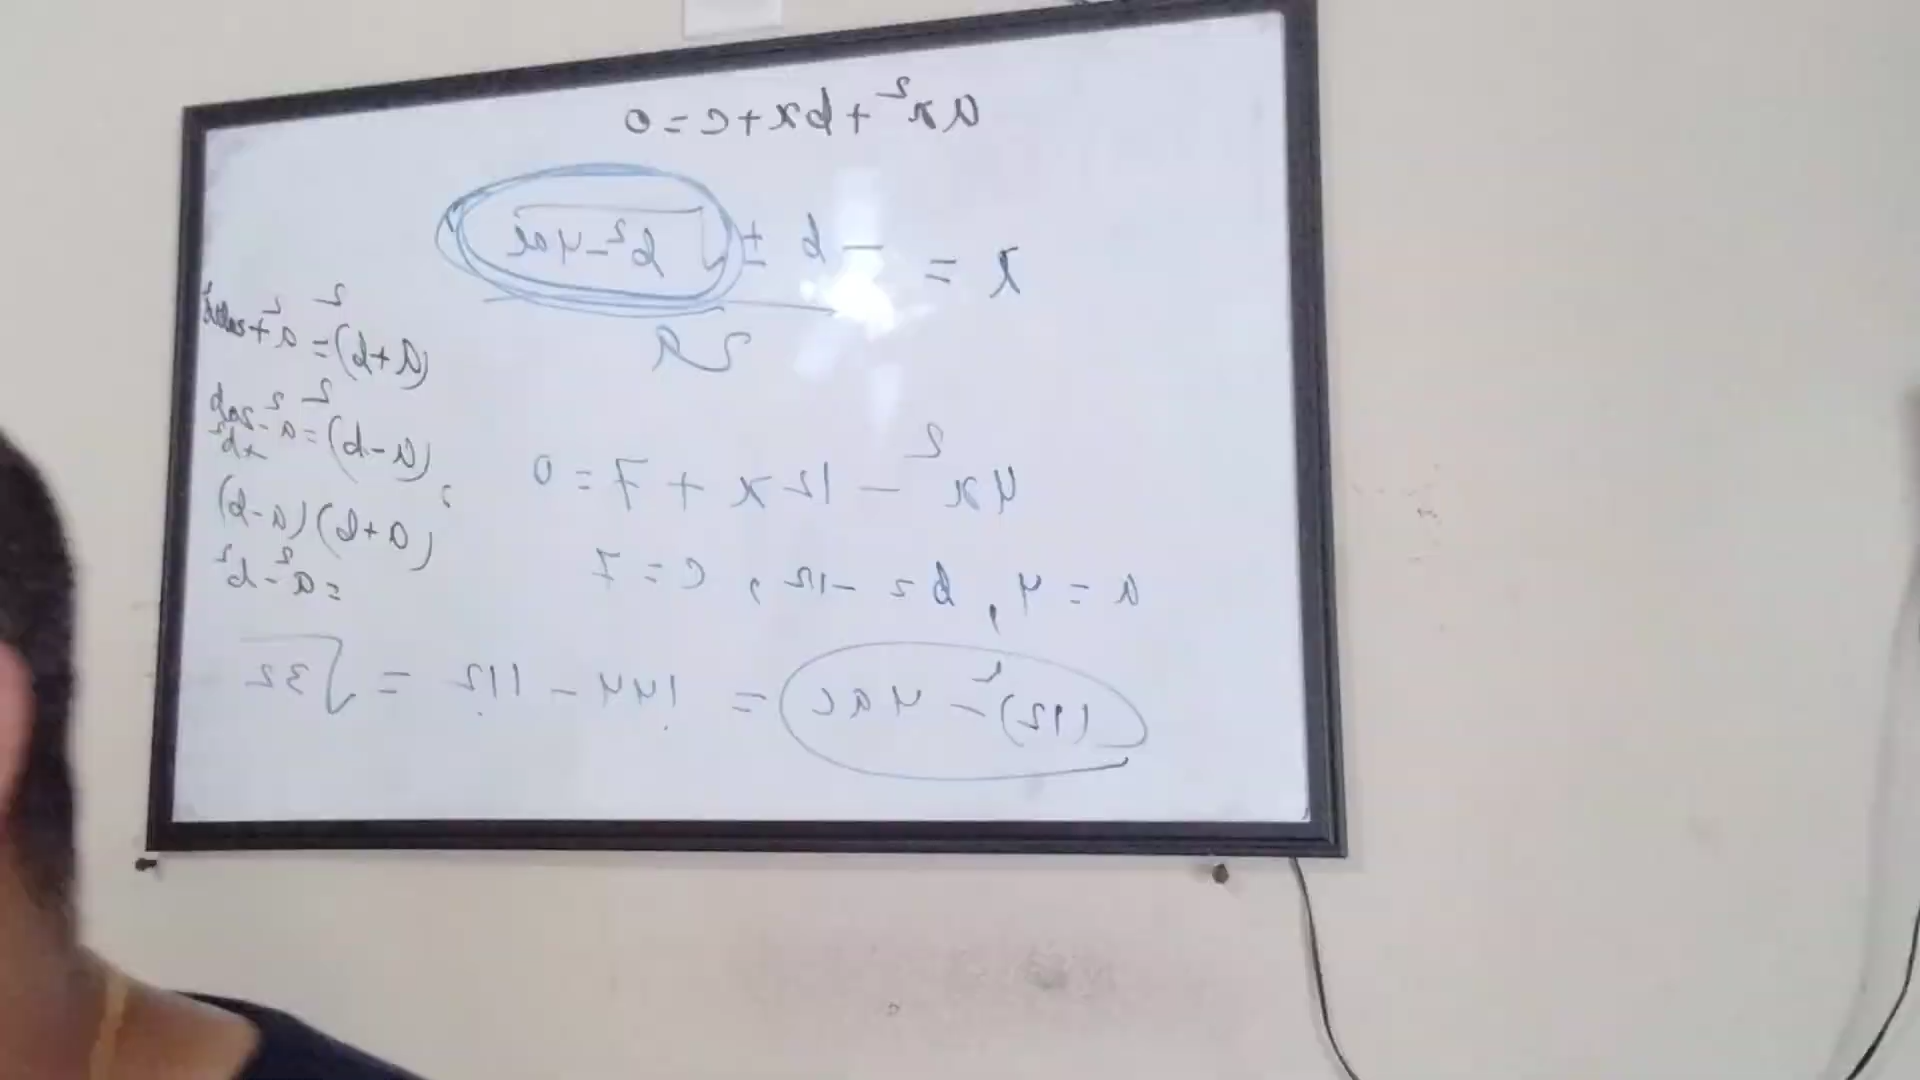 ax²+bx+c=0
x = -b ± √b²-4ac
2a
4x² - 12x + 7 = 0
a = 4, b = -12, c = 7
(12)² - 4ac = 144 - 112 = √32
(a+b)² = a²+2ab+b²
(a-b)² = a²-2ab
+b²
(a+b)(a-b)
= a²-b²